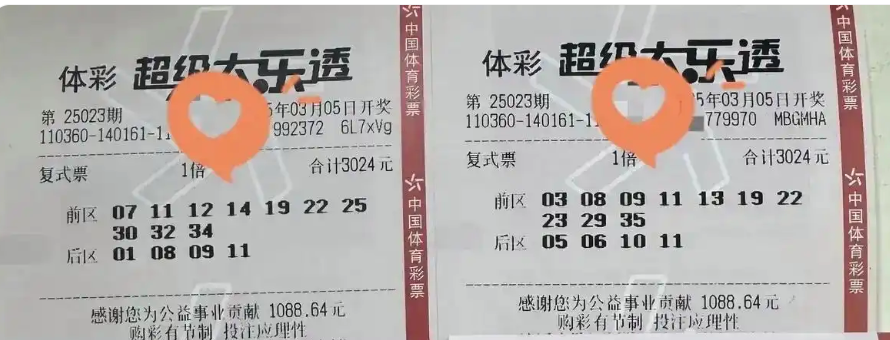 体彩 超级大乐透
第 25023期 5年03月05日开奖
110360-140161-1 992372 6L7xVg
复式票 1倍 合计3024元
前区 07 11 12 14 19 22 25
30 32 34
后区 01 08 09 11
感谢您为公益事业贡献 1088.64元
购彩有节制 投注应理性
中国体育彩票
中国体育彩票
体彩 超级大乐透
第 25023期 5年03月05日开奖
110360-140161-1 779970 MBGMHA
复式票 1倍 合计3024元
前区 03 08 09 11 13 19 22
23 29 35
后区 05 06 10 11
感谢您为公益事业贡献 1088.64元
购彩有节制 投注应理性
中国体育彩票
中国体育彩票